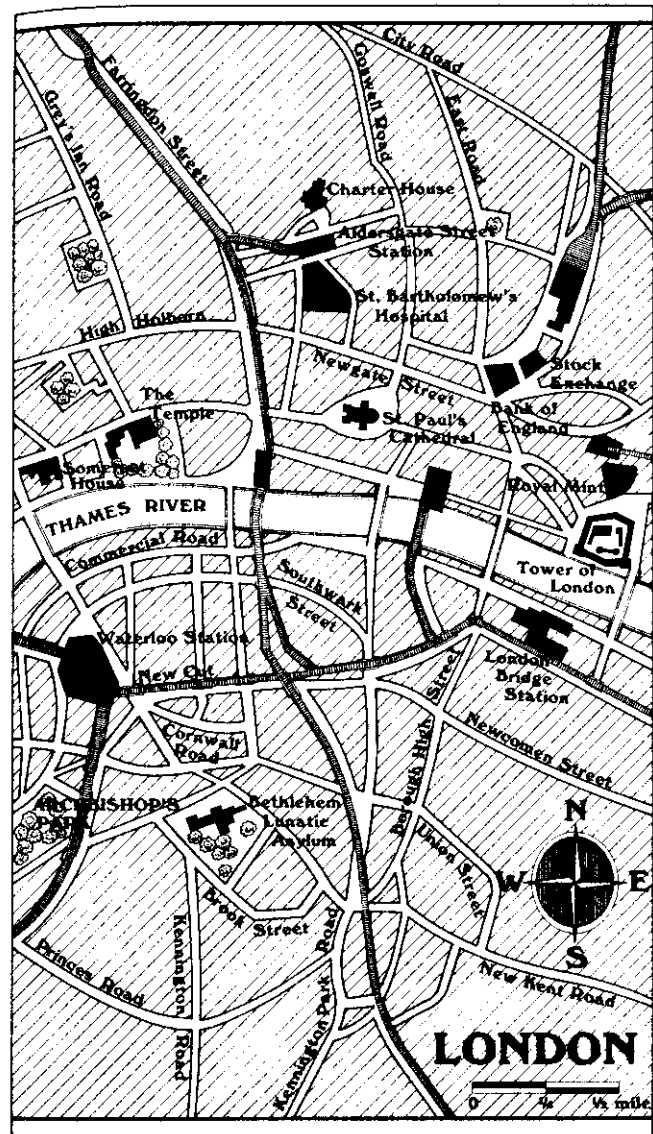 City Road
Goswall Road
East Road
Farringdon Street
Grey's Inn Road
Charter House
Aldersgate Street
Station
St. Bartholomew's
Hospital
High Holborn
Newgate Street
Stock
Exchange
The
Temple
St. Paul's
Cathedral
Bank of
England
Somerset
House
Royal Mint
THAMES RIVER
Commercial Road
Tower of
London
Southwark
Street
Waterloo Station
New Cut
London
Bridge
Station
Cornwall
Road
Borough High Street
Newcomen Street
ARCHBISHOP'S
PARK
Bethlehem
Lunatic
Asylum
Union
Street
N
W E
S
Brook Street
Kennington
Road
Princes Road
Kennington Park
Road
New Kent Road
LONDON
0 ¼ ½ mile